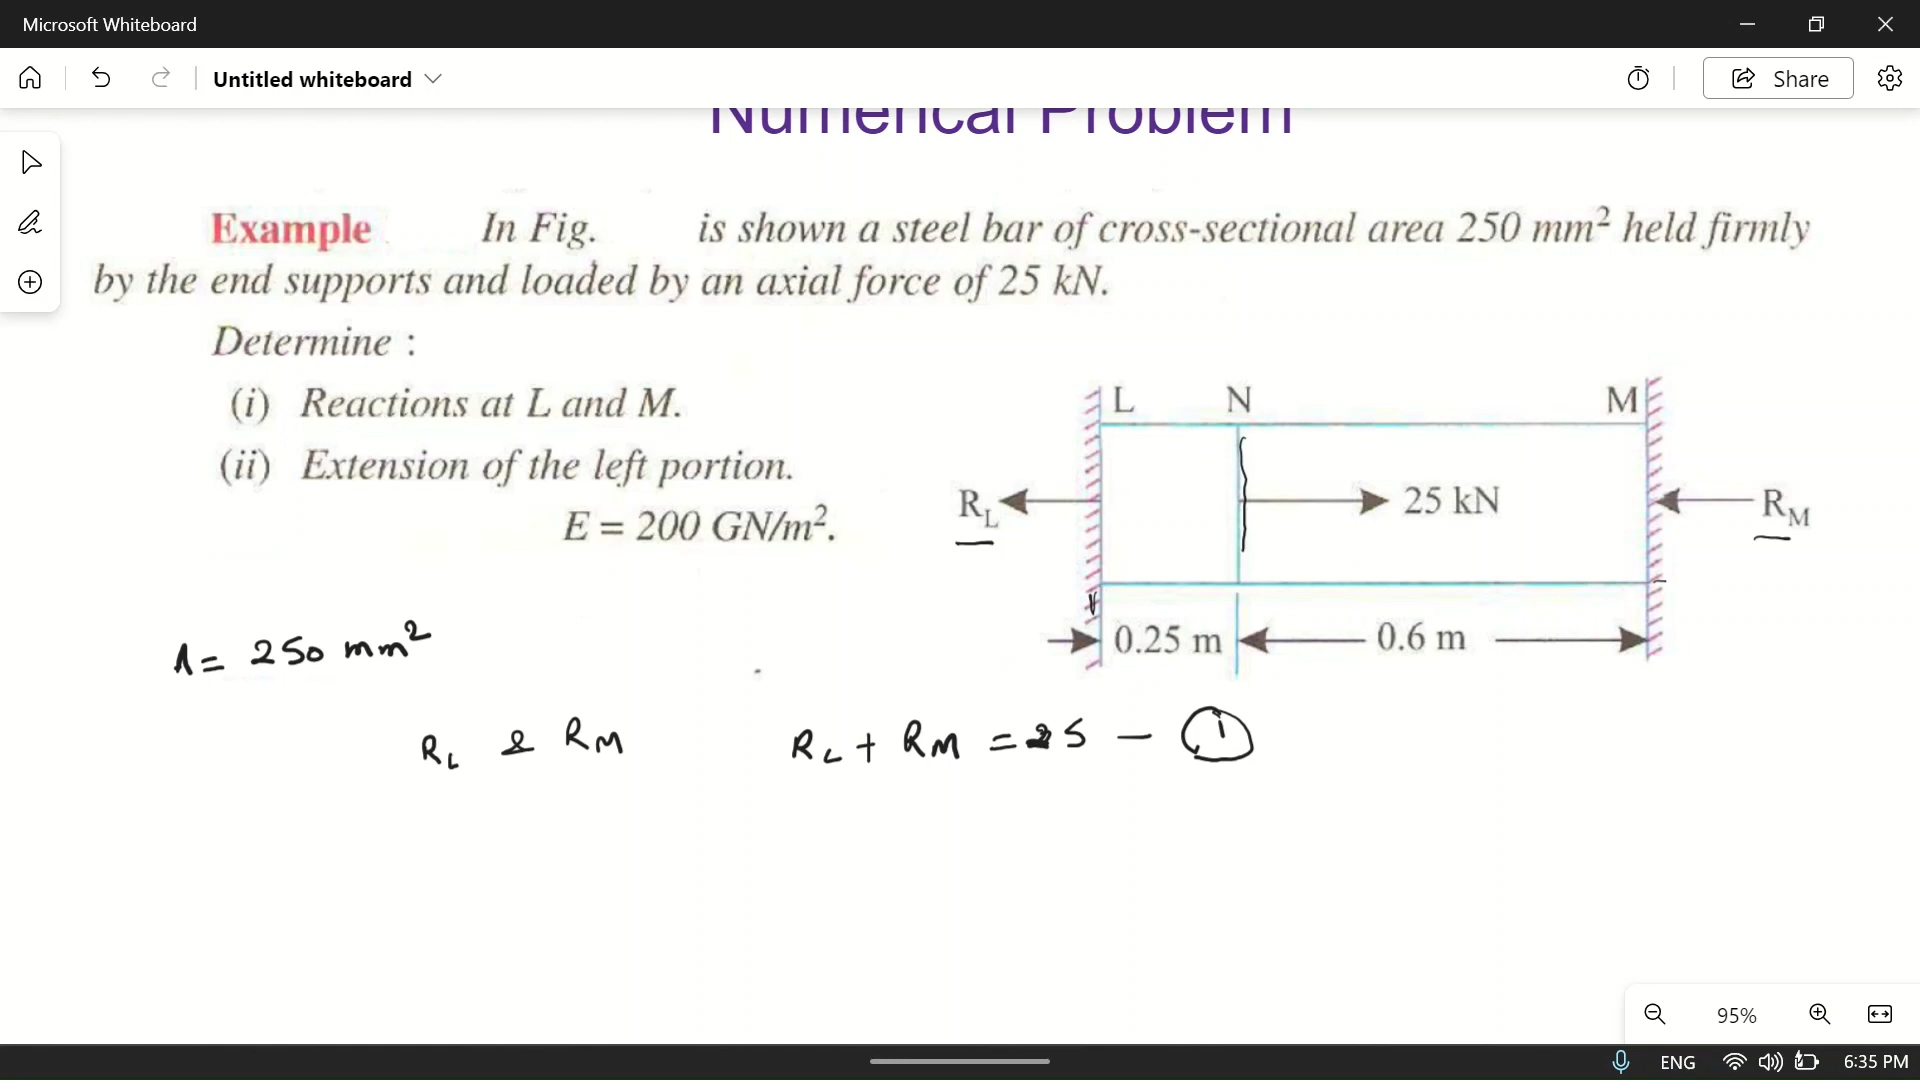 Microsoft Whiteboard
Untitled whiteboard
Share
Numerical Problem
Example In Fig. is shown a steel bar of cross-sectional area 250 mm² held firmly
by the end supports and loaded by an axial force of 25 kN.
Determine :
(i) Reactions at L and M.
(ii) Extension of the left portion.
E = 200 GN/m².
L N M
R_L 25 kN R_M
0.25 m 0.6 m
A = 250 mm²
R_L & R_M R_L + R_M = 25 - ①
95%
ENG 6:35 PM